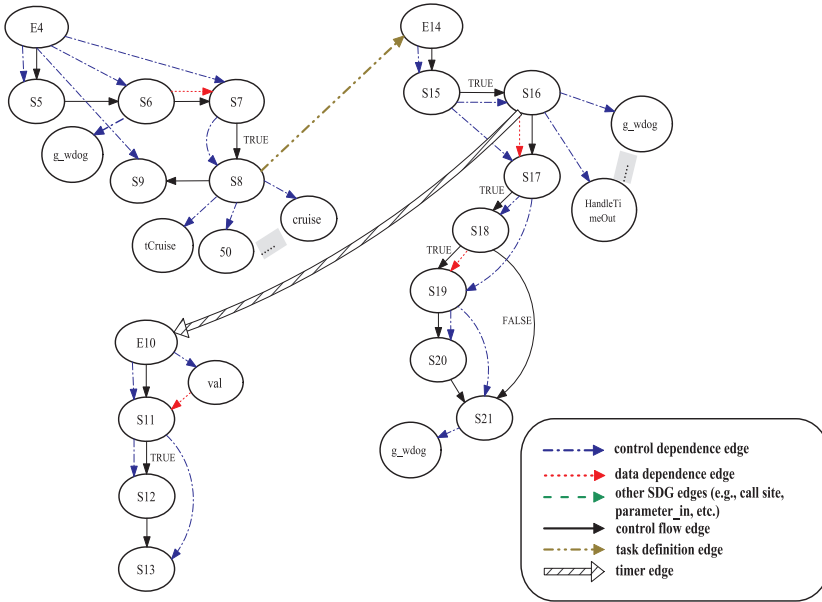 E4
E14
S5
S6
S7
S15
TRUE
S16
g_wdog
TRUE
g_wdog
S9
S8
S17
TRUE
HandleTi
meOut
tCruise
50
.....
cruise
.....
S18
TRUE
S19
FALSE
E10
val
S20
S11
S21
TRUE
g_wdog
S12
S13
control dependence edge
data dependence edge
other SDG edges (e.g., call site,
parameter_in, etc.)
control flow edge
task definition edge
timer edge